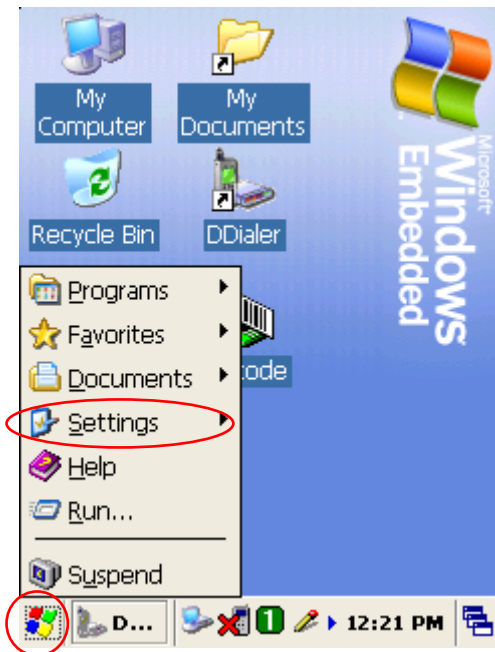 My Computer
My Documents
Recycle Bin
DDialer
Microsoft
Windows
Embedded
Programs
Favorites
Documents
code
Settings
Help
Run...
Suspend
D...
1
12:21 PM